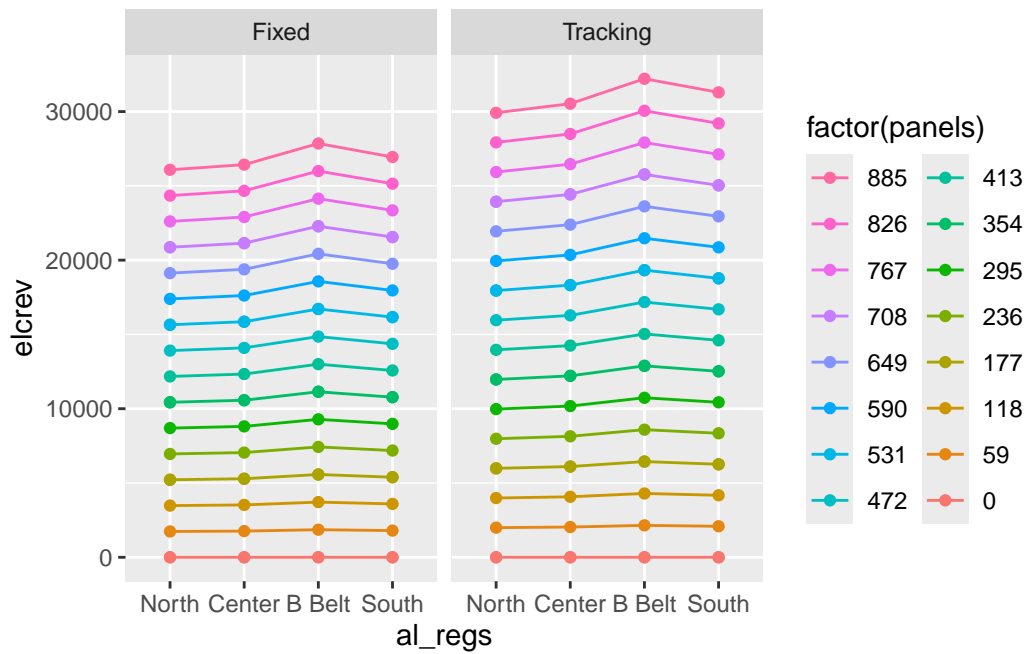 Fixed Tracking
30000
20000
10000
0
elcrev
North Center B Belt South North Center B Belt South
al_regs
factor(panels)
885 413
826 354
767 295
708 236
649 177
590 118
531 59
472 0